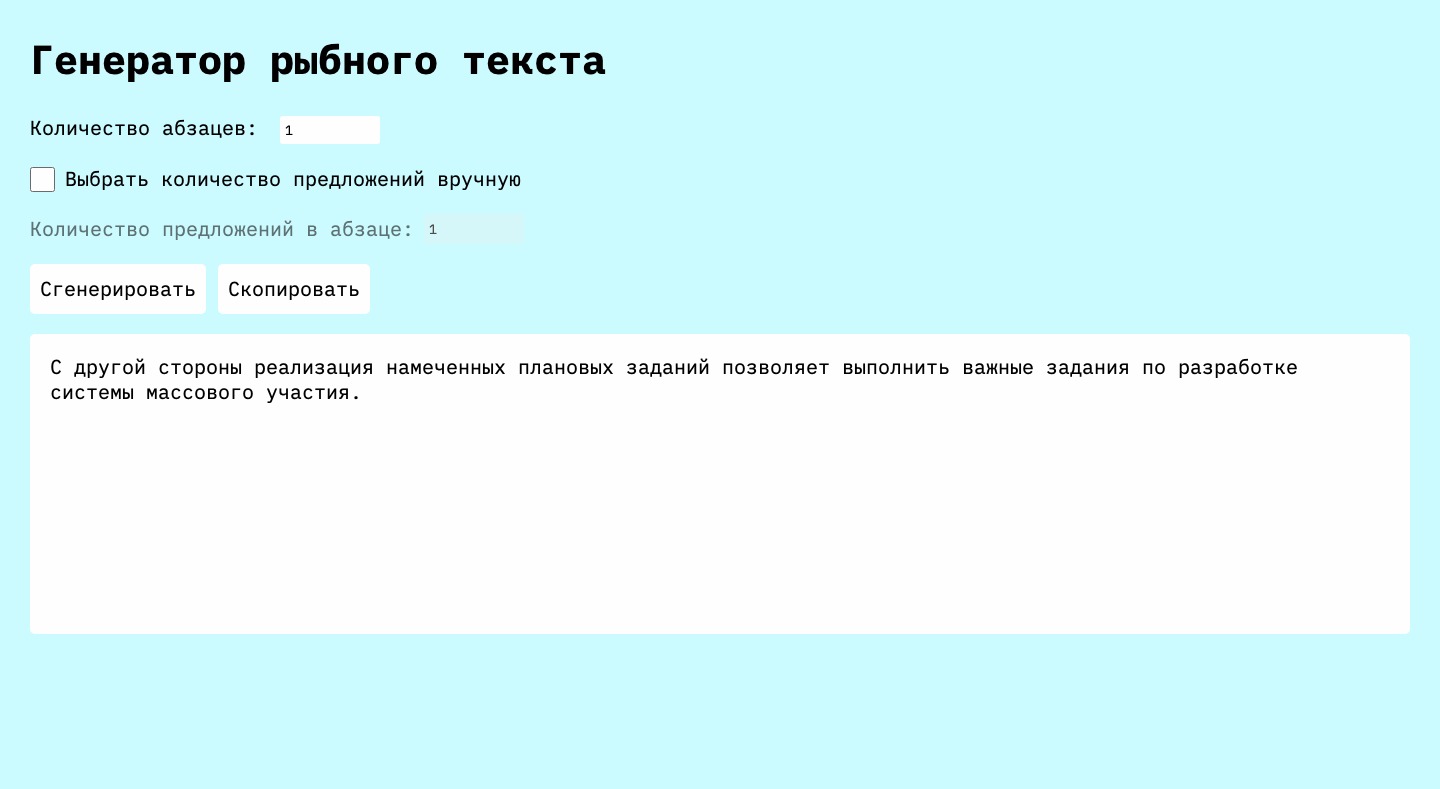 Генератор рыбного текста
Количество абзацев: 1
Выбрать количество предложений вручную
Количество предложений в абзаце: 1
Сгенерировать Скопировать
С другой стороны реализация намеченных плановых заданий позволяет выполнить важные задания по разработке
системы массового участия.